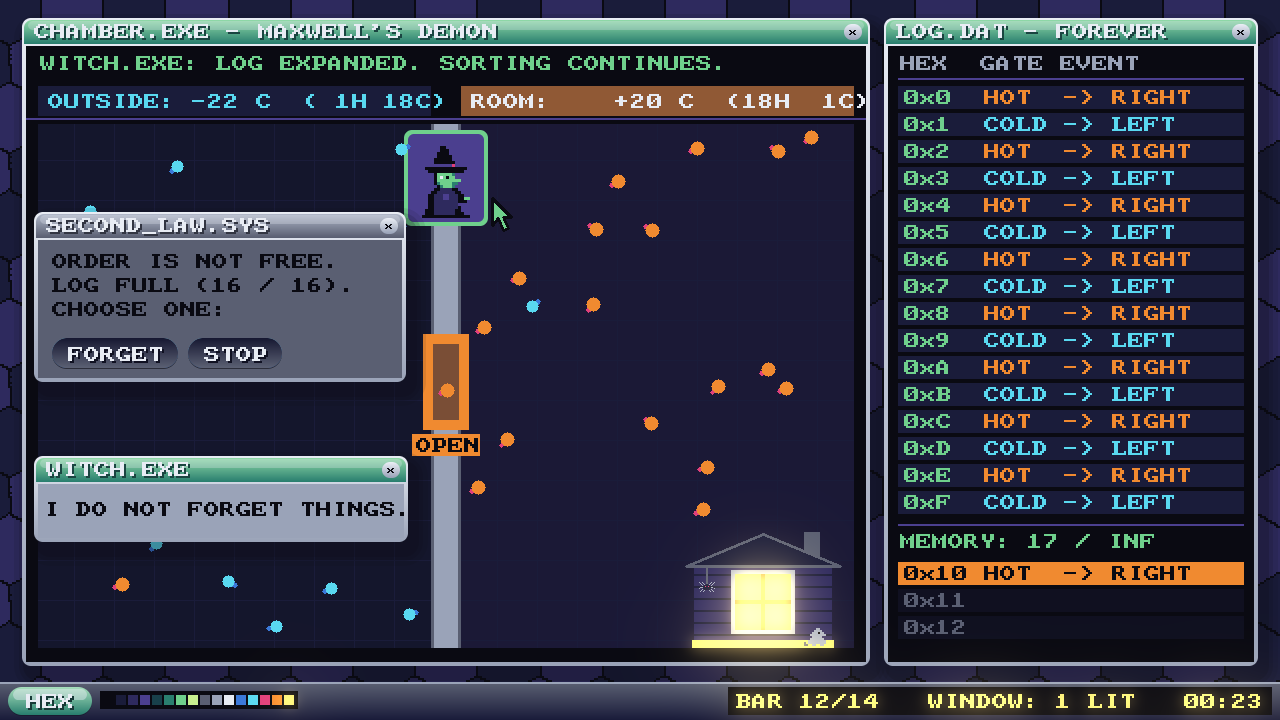 CHAMBER.EXE - MAXWELL'S DEMON
WITCH.EXE: LOG EXPANDED. SORTING CONTINUES.
OUTSIDE: -22 C ( 1H 18C)
ROOM: +20 C (18H 1C)
SECOND_LAW.SYS
ORDER IS NOT FREE.
LOG FULL (16 / 16).
CHOOSE ONE:
FORGET STOP
OPEN
WITCH.EXE
I DO NOT FORGET THINGS.
LOG.DAT - FOREVER
HEX GATE EVENT
0x0 HOT -> RIGHT
0x1 COLD -> LEFT
0x2 HOT -> RIGHT
0x3 COLD -> LEFT
0x4 HOT -> RIGHT
0x5 COLD -> LEFT
0x6 HOT -> RIGHT
0x7 COLD -> LEFT
0x8 HOT -> RIGHT
0x9 COLD -> LEFT
0xA HOT -> RIGHT
0xB COLD -> LEFT
0xC HOT -> RIGHT
0xD COLD -> LEFT
0xE HOT -> RIGHT
0xF COLD -> LEFT
MEMORY: 17 / INF
0x10 HOT -> RIGHT
0x11
0x12
HEX
BAR 12/14 WINDOW: 1 LIT 00:23